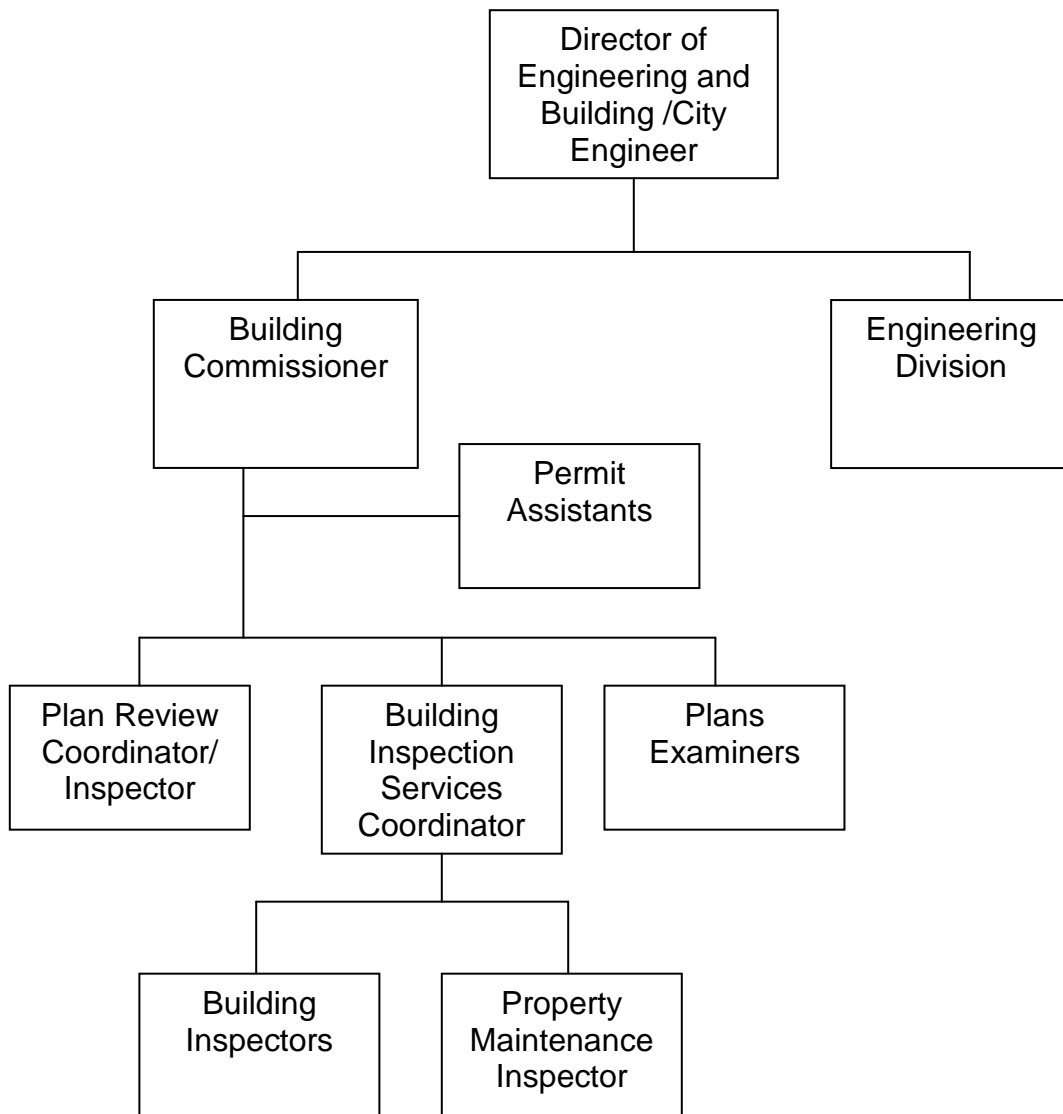 Director of
Engineering and
Building /City
Engineer
Building
Commissioner
Engineering
Division
Permit
Assistants
Plan Review
Coordinator/
Inspector
Building
Inspection
Services
Coordinator
Plans
Examiners
Building
Inspectors
Property
Maintenance
Inspector